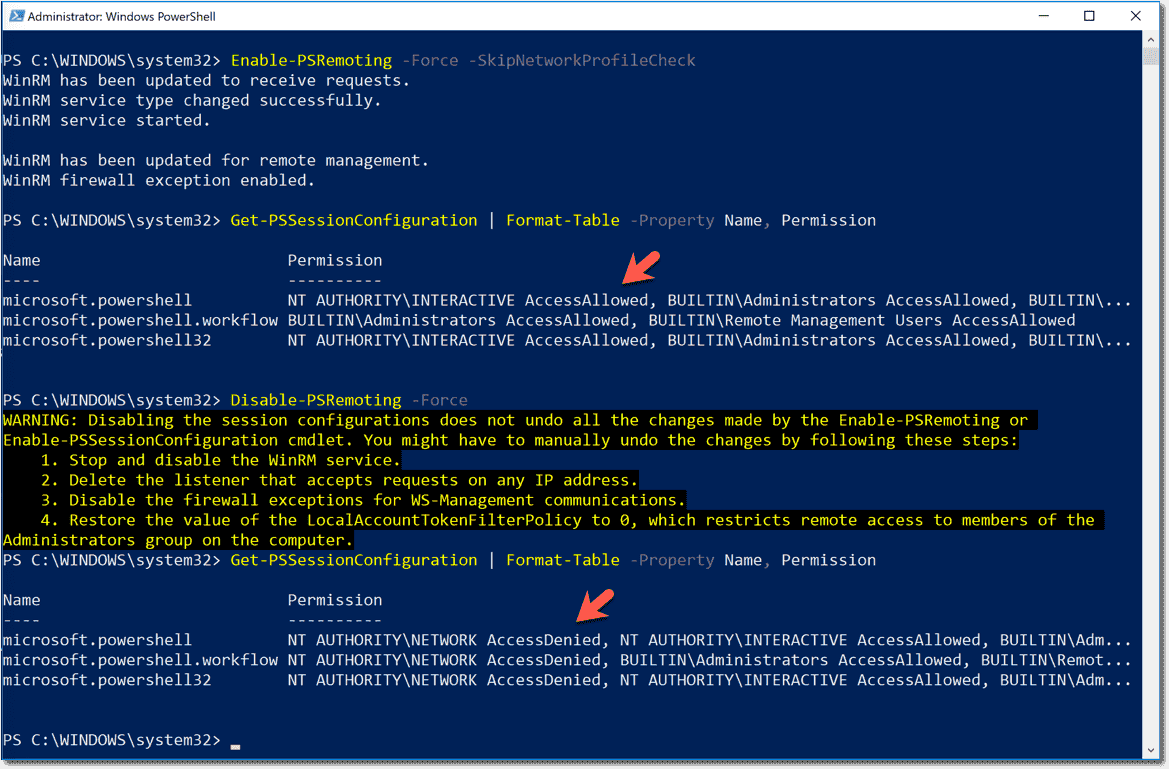 Administrator: Windows PowerShell
PS C:\WINDOWS\system32> Enable-PSRemoting -Force -SkipNetworkProfileCheck
WinRM has been updated to receive requests.
WinRM service type changed successfully.
WinRM service started.
WinRM has been updated for remote management.
WinRM firewall exception enabled.
PS C:\WINDOWS\system32> Get-PSSessionConfiguration | Format-Table -Property Name, Permission
Name Permission
---- ----------
microsoft.powershell NT AUTHORITY\INTERACTIVE AccessAllowed, BUILTIN\Administrators AccessAllowed, BUILTIN\...
microsoft.powershell.workflow BUILTIN\Administrators AccessAllowed, BUILTIN\Remote Management Users AccessAllowed
microsoft.powershell32 NT AUTHORITY\INTERACTIVE AccessAllowed, BUILTIN\Administrators AccessAllowed, BUILTIN\...
PS C:\WINDOWS\system32> Disable-PSRemoting -Force
WARNING: Disabling the session configurations does not undo all the changes made by the Enable-PSRemoting or
Enable-PSSessionConfiguration cmdlet. You might have to manually undo the changes by following these steps:
1. Stop and disable the WinRM service.
2. Delete the listener that accepts requests on any IP address.
3. Disable the firewall exceptions for WS-Management communications.
4. Restore the value of the LocalAccountTokenFilterPolicy to 0, which restricts remote access to members of the
Administrators group on the computer.
PS C:\WINDOWS\system32> Get-PSSessionConfiguration | Format-Table -Property Name, Permission
Name Permission
---- ----------
microsoft.powershell NT AUTHORITY\NETWORK AccessDenied, NT AUTHORITY\INTERACTIVE AccessAllowed, BUILTIN\Adm...
microsoft.powershell.workflow NT AUTHORITY\NETWORK AccessDenied, BUILTIN\Administrators AccessAllowed, BUILTIN\Remot...
microsoft.powershell32 NT AUTHORITY\NETWORK AccessDenied, NT AUTHORITY\INTERACTIVE AccessAllowed, BUILTIN\Adm...
PS C:\WINDOWS\system32>